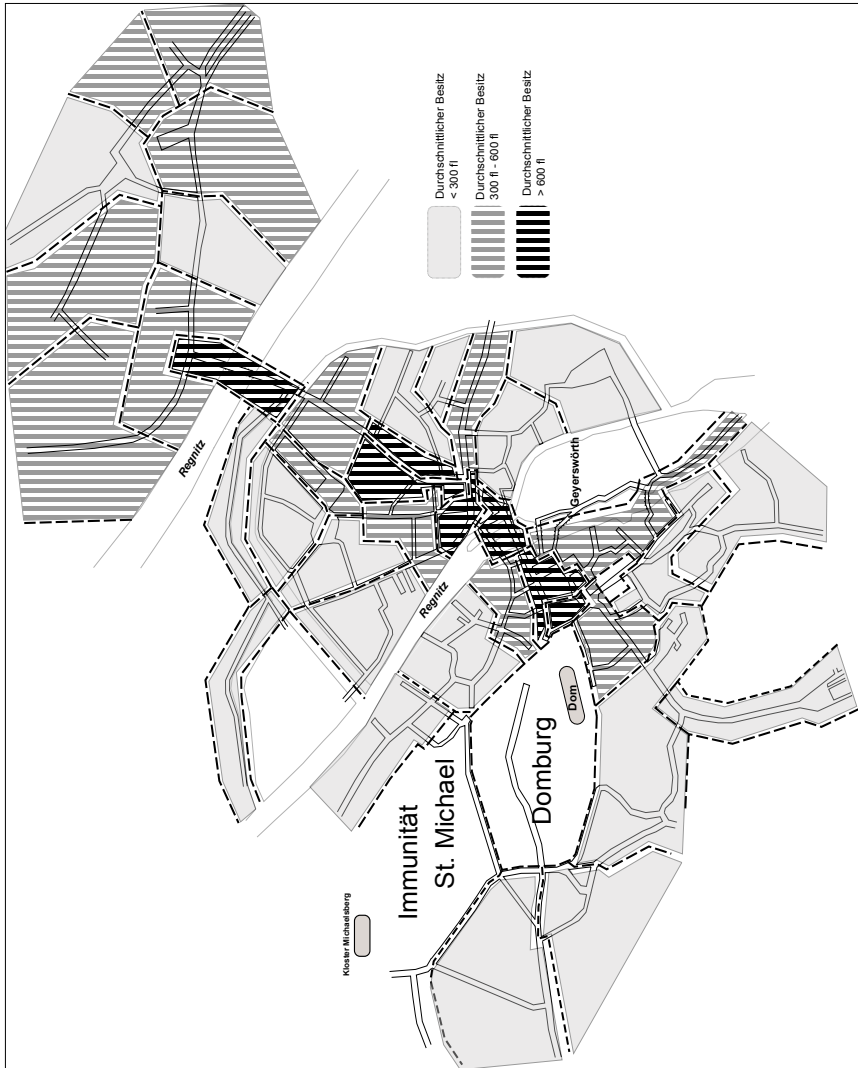 Durchschnittlicher Besitz
< 300 fl
Durchschnittlicher Besitz
300 fl - 600 fl
Durchschnittlicher Besitz
> 600 fl
Regnitz
Regnitz
Geyerswörth
Dom
Domburg
Immunität
St. Michael
Kloster Michaelsberg